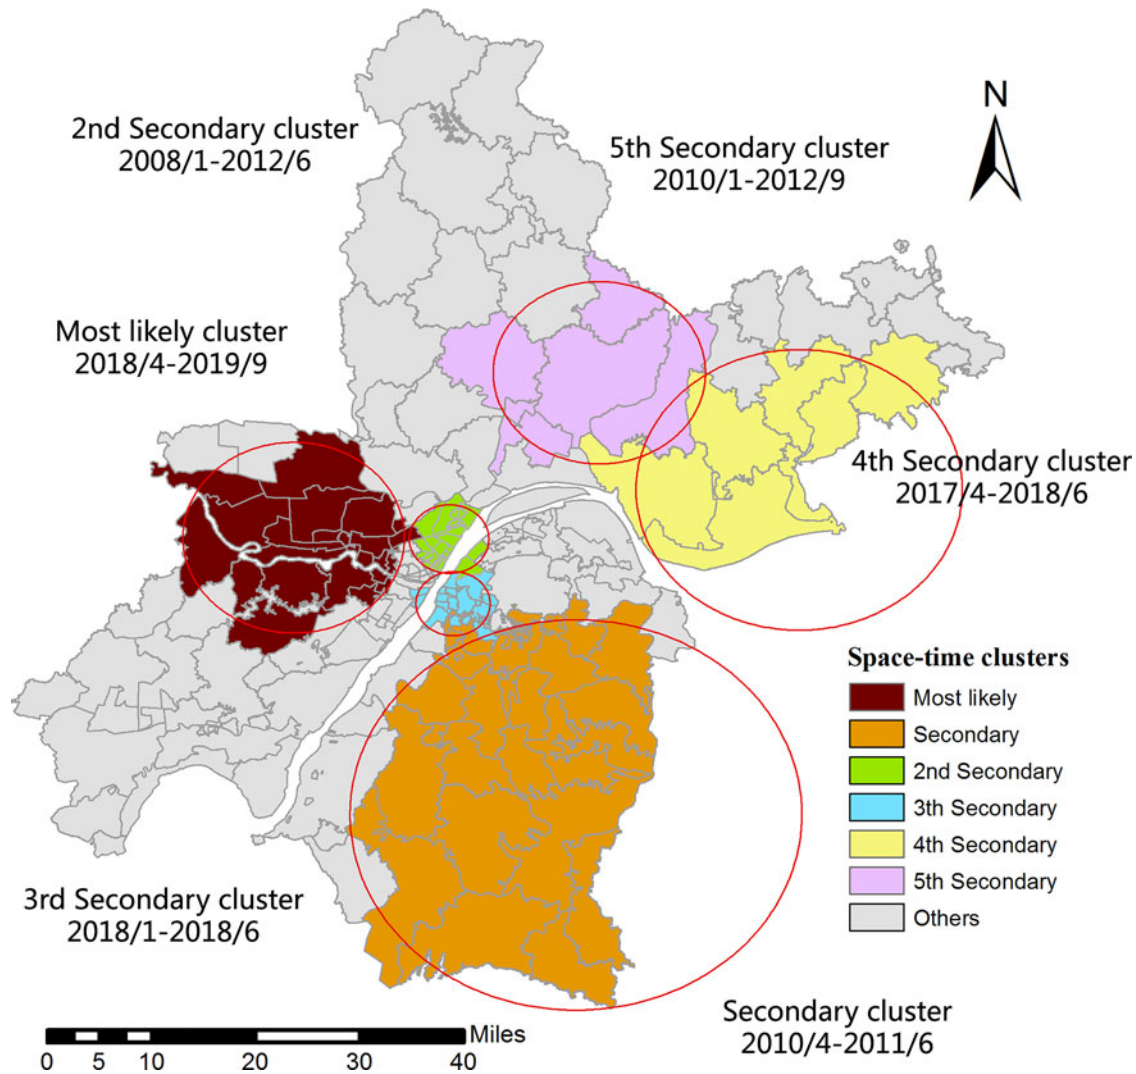 N
2nd Secondary cluster
2008/1-2012/6
5th Secondary cluster
2010/1-2012/9
Most likely cluster
2018/4-2019/9
4th Secondary cluster
2017/4-2018/6
Space-time clusters
Most likely
Secondary
2nd Secondary
3th Secondary
4th Secondary
5th Secondary
Others
3rd Secondary cluster
2018/1-2018/6
Secondary cluster
2010/4-2011/6
Miles
0 5 10 20 30 40